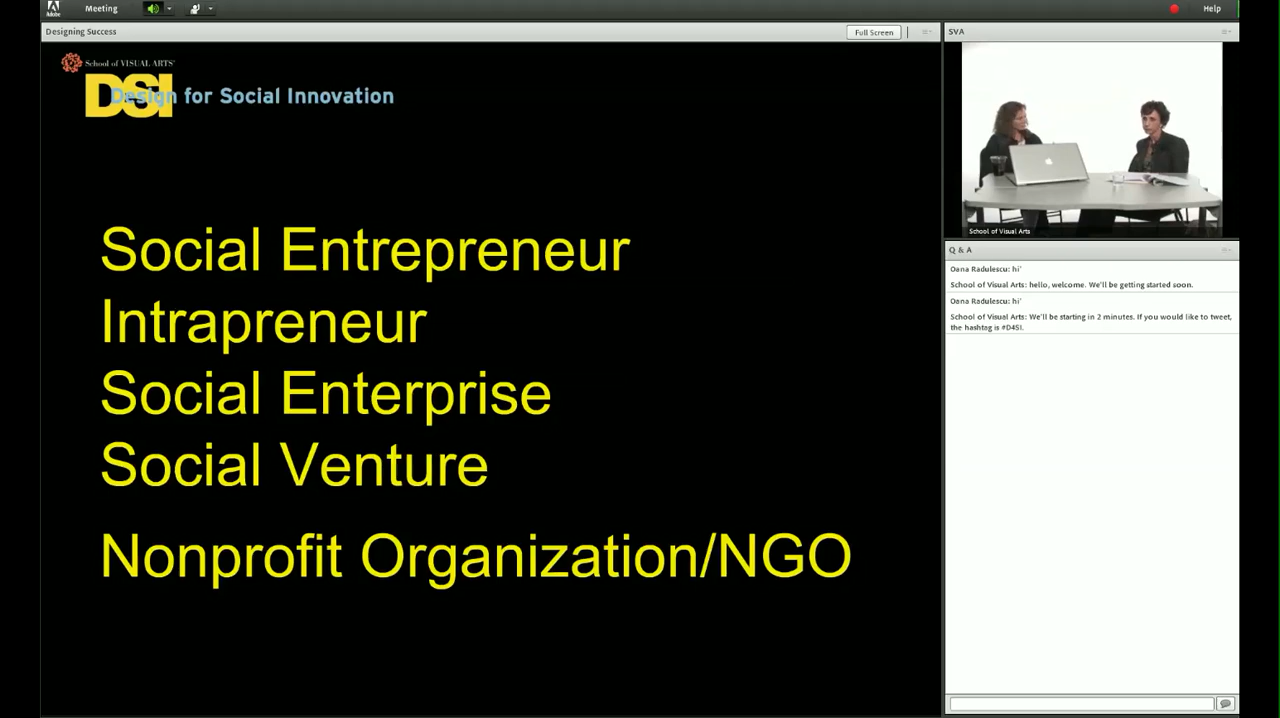 Adobe
Meeting
Help
Designing Success
Full Screen
SVA
School of VISUAL ARTS
DSI
Design for Social Innovation
Social Entrepreneur
Intrapreneur
Social Enterprise
Social Venture
Nonprofit Organization/NGO
School of Visual Arts
Q & A
Oana Radulescu: hi'
School of Visual Arts: hello, welcome. We'll be getting started soon.
Oana Radulescu: hi'
School of Visual Arts: We'll be starting in 2 minutes. If you would like to tweet,
the hashtag is #D4SI.